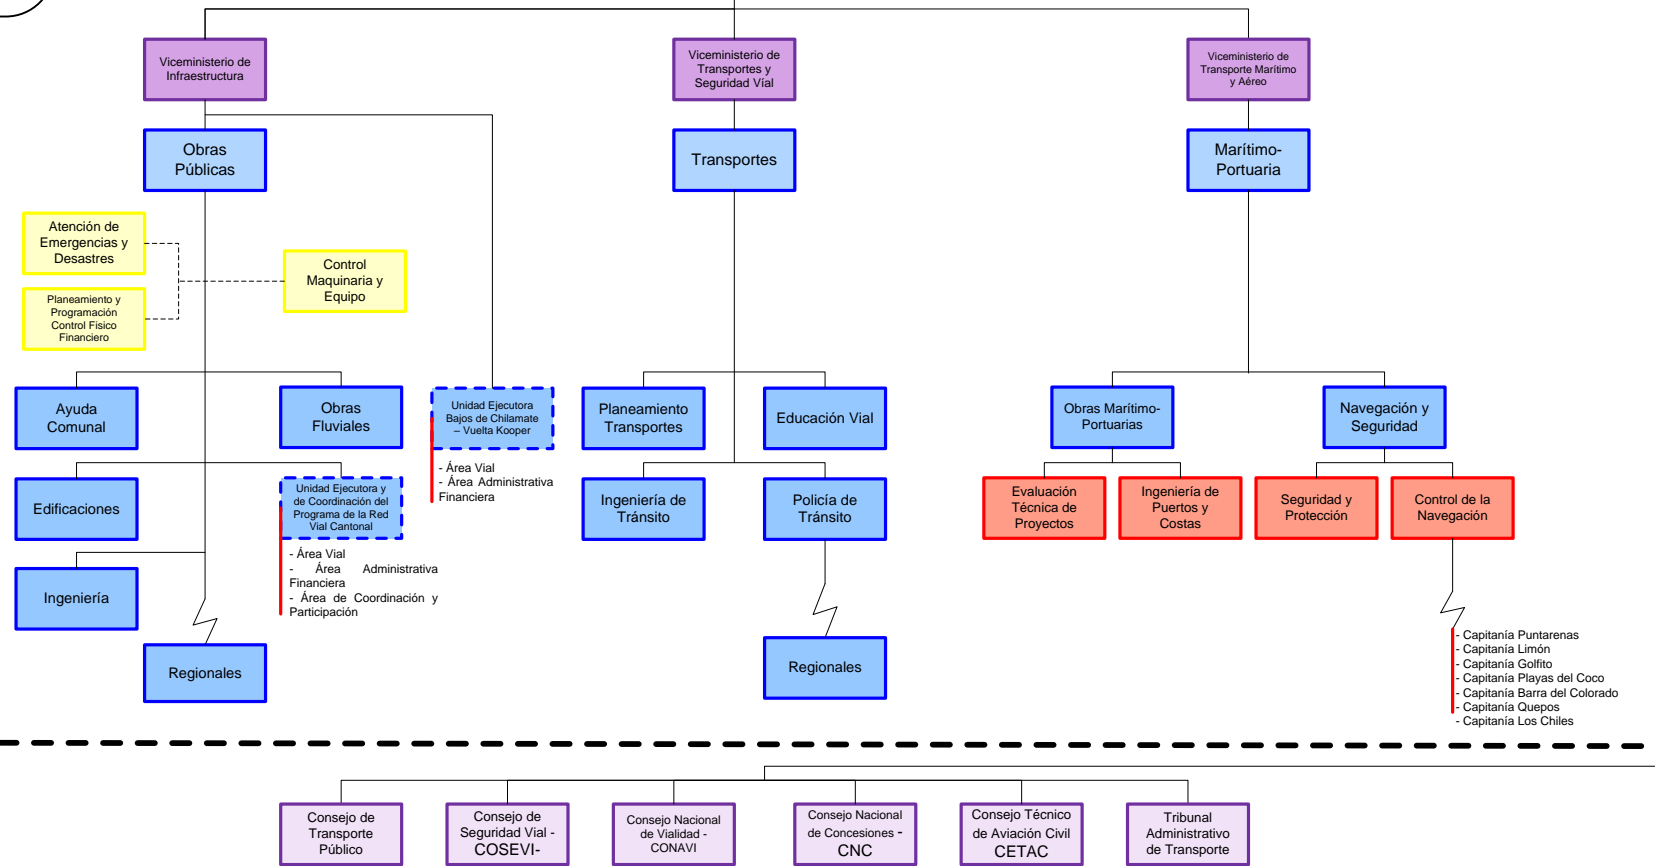 Viceministerio de
Infraestructura
Viceministerio de
Transportes y
Seguridad Víal
Viceministerio de
Transporte Marítimo
y Aéreo
Obras
Públicas
Transportes
Marítimo-
Portuaria
Atención de
Emergencias y
Desastres
Control
Maquinaria y
Equipo
Planeamiento y
Programación
Control Fisico
Financiero
Ayuda
Comunal
Obras
Fluviales
Unidad Ejecutora
Bajos de Chilamate
– Vuelta Kooper
- Área Vial
- Área Administrativa
Financiera
Planeamiento
Transportes
Educación Vial
Obras Marítimo-
Portuarias
Navegación y
Seguridad
Edificaciones
Unidad Ejecutora y
de Coordinación del
Programa de la Red
Vial Cantonal
- Área Vial
- Área Administrativa
Financiera
- Área de Coordinación y
Participación
Ingeniería de
Tránsito
Policía de
Tránsito
Evaluación
Técnica de
Proyectos
Ingeniería de
Puertos y
Costas
Seguridad y
Protección
Control de la
Navegación
Ingeniería
Regionales
Regionales
- Capitanía Puntarenas
- Capitanía Limón
- Capitanía Golfito
- Capitanía Playas del Coco
- Capitanía Barra del Colorado
- Capitanía Quepos
- Capitanía Los Chiles
Consejo de
Transporte
Público
Consejo de
Seguridad Vial -
COSEVI-
Consejo Nacional
de Vialidad -
CONAVI
Consejo Nacional
de Concesiones -
CNC
Consejo Técnico
de Aviación Civil
CETAC
Tribunal
Administrativo
de Transporte